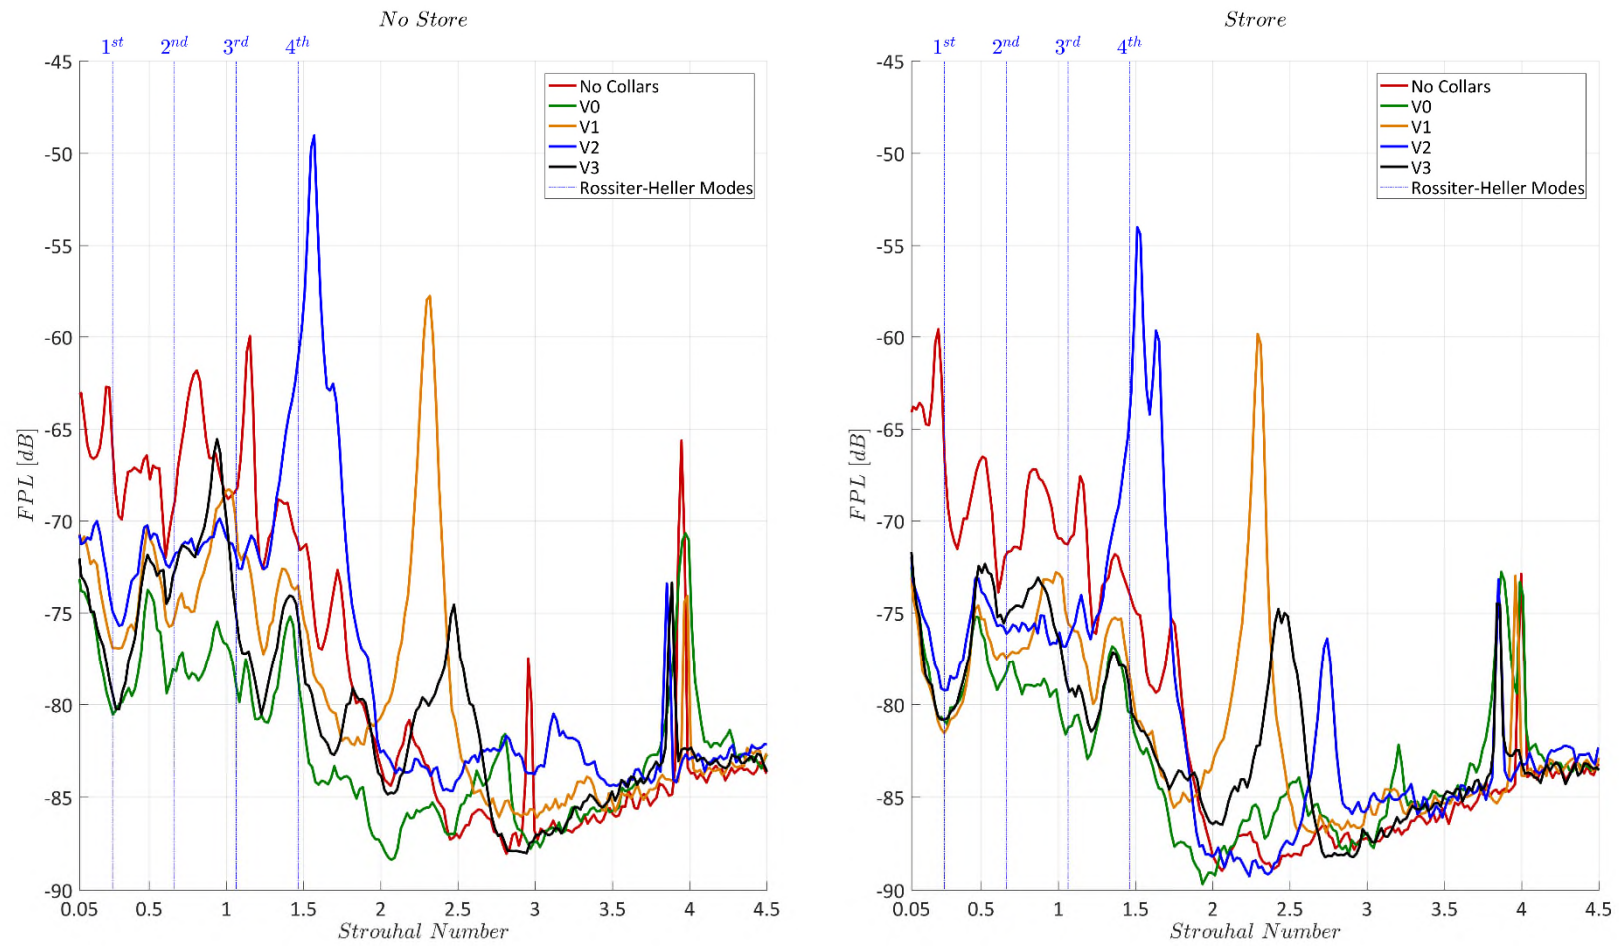 No Store
1st 2nd 3rd 4th
-45
-50
-55
-60
-65
-70
-75
-80
-85
-90
FPL [dB]
No Collars
V0
V1
V2
V3
Rossiter-Heller Modes
0.05 0.5 1 1.5 2 2.5 3 3.5 4 4.5
Strouhal Number
Strore
1st 2nd 3rd 4th
-45
-50
-55
-60
-65
-70
-75
-80
-85
-90
FPL [dB]
No Collars
V0
V1
V2
V3
Rossiter-Heller Modes
0.05 0.5 1 1.5 2 2.5 3 3.5 4 4.5
Strouhal Number